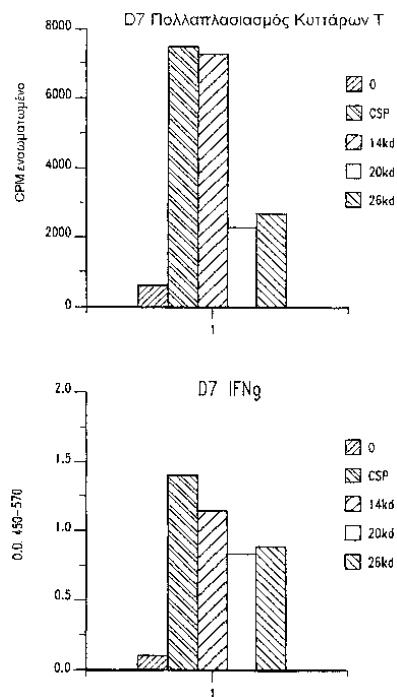 D7 Πολλαπλασιασμός Κυττάρων Τ
CPM ενσωματωμένο
8000
6000
4000
2000
0
1
0
CSP
14kd
20kd
26kd
D7 IFNg
O.D. 450-570
2.0
1.5
1.0
0.5
0.0
1
0
CSP
14kd
20kd
26kd